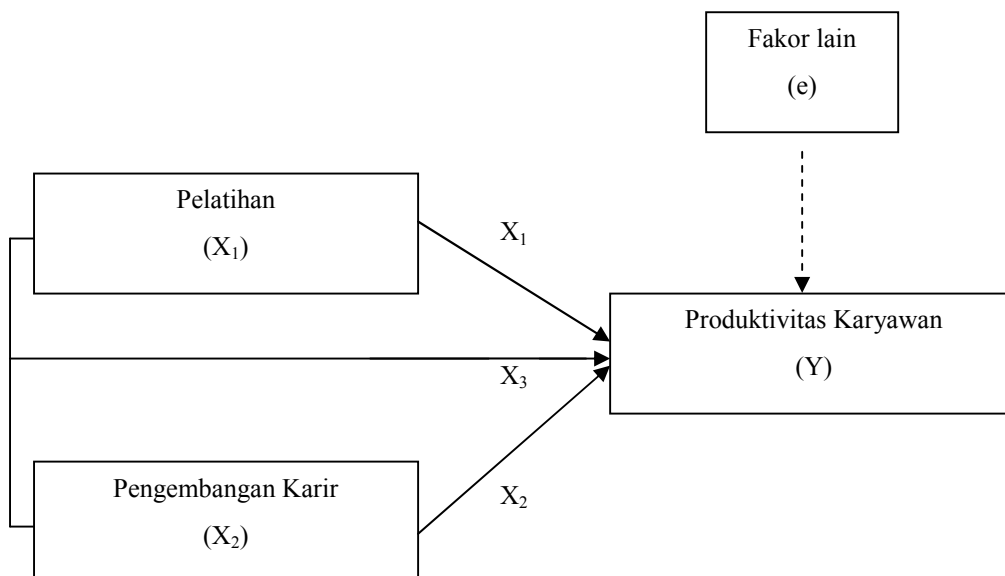 Fakor lain
(e)
Pelatihan
(X₁)
X₁
Produktivitas Karyawan
(Y)
X₃
Pengembangan Karir
(X₂)
X₂